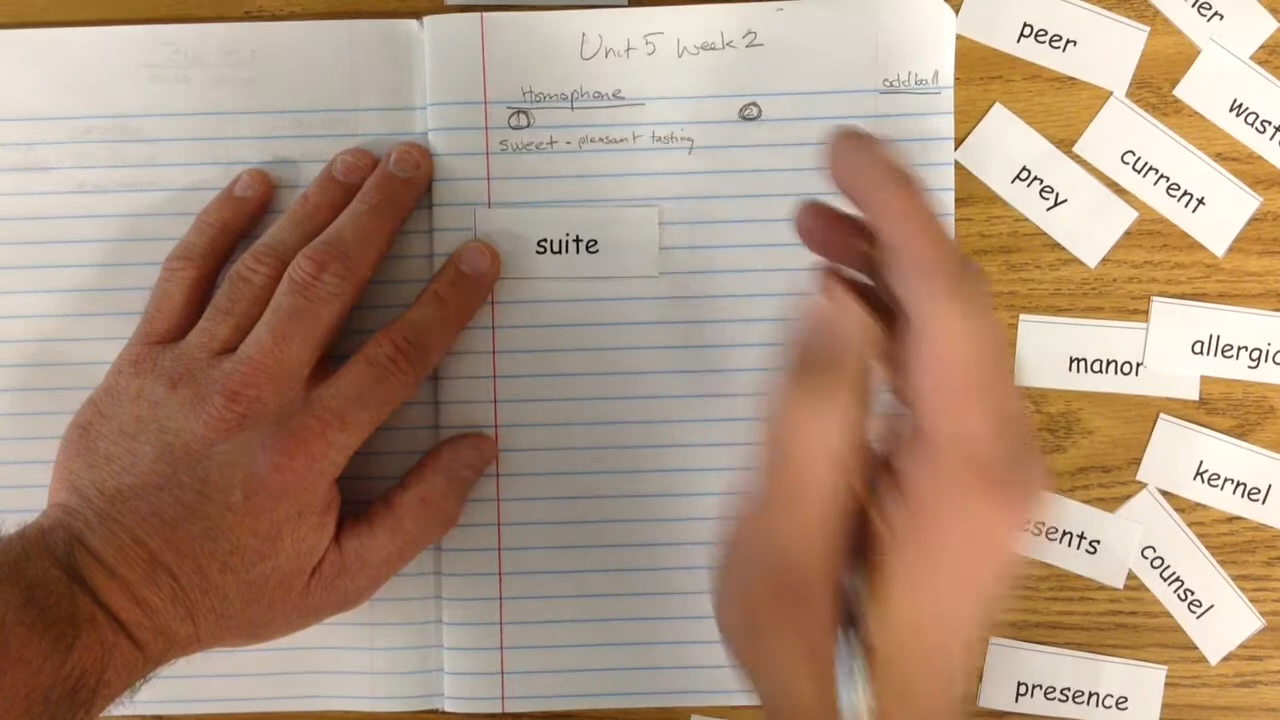 Unit 5 Week 2
oddball
Homophone
1
2
sweet - pleasant tasting
suite
peer
prey
current
manor
allergic
kernel
counsel
presence